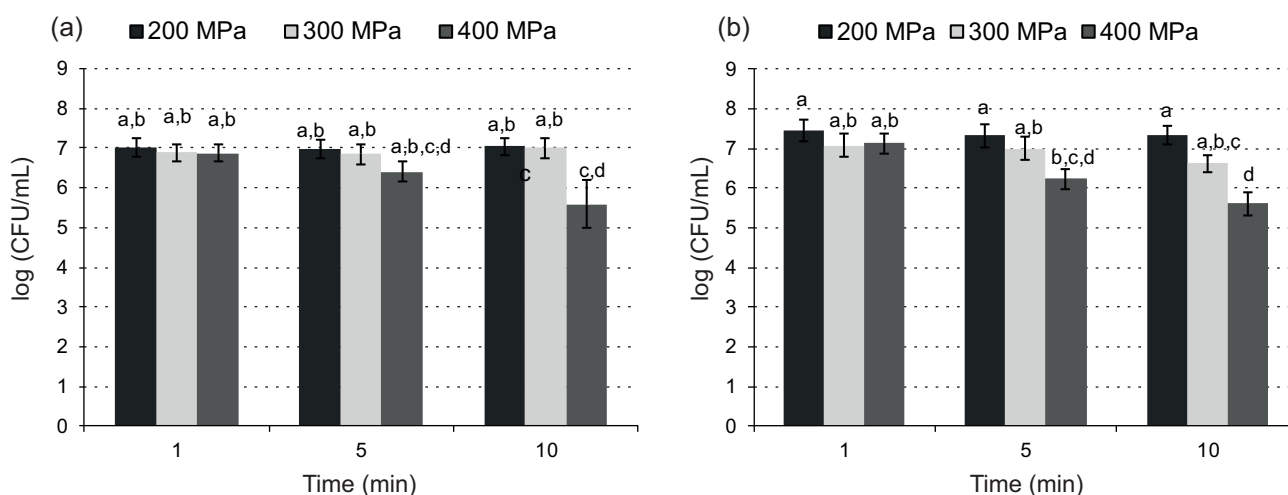 (a)
200 MPa 300 MPa 400 MPa
log (CFU/mL)
9
8
7
6
5
4
3
2
1
0
a,b a,b a,b
a,b a,b a,b,c,d
a,b a,b c c,d
1 5 10
Time (min)
(b)
200 MPa 300 MPa 400 MPa
log (CFU/mL)
9
8
7
6
5
4
3
2
1
0
a a,b a,b
a a,b b,c,d
a a,b,c d
1 5 10
Time (min)